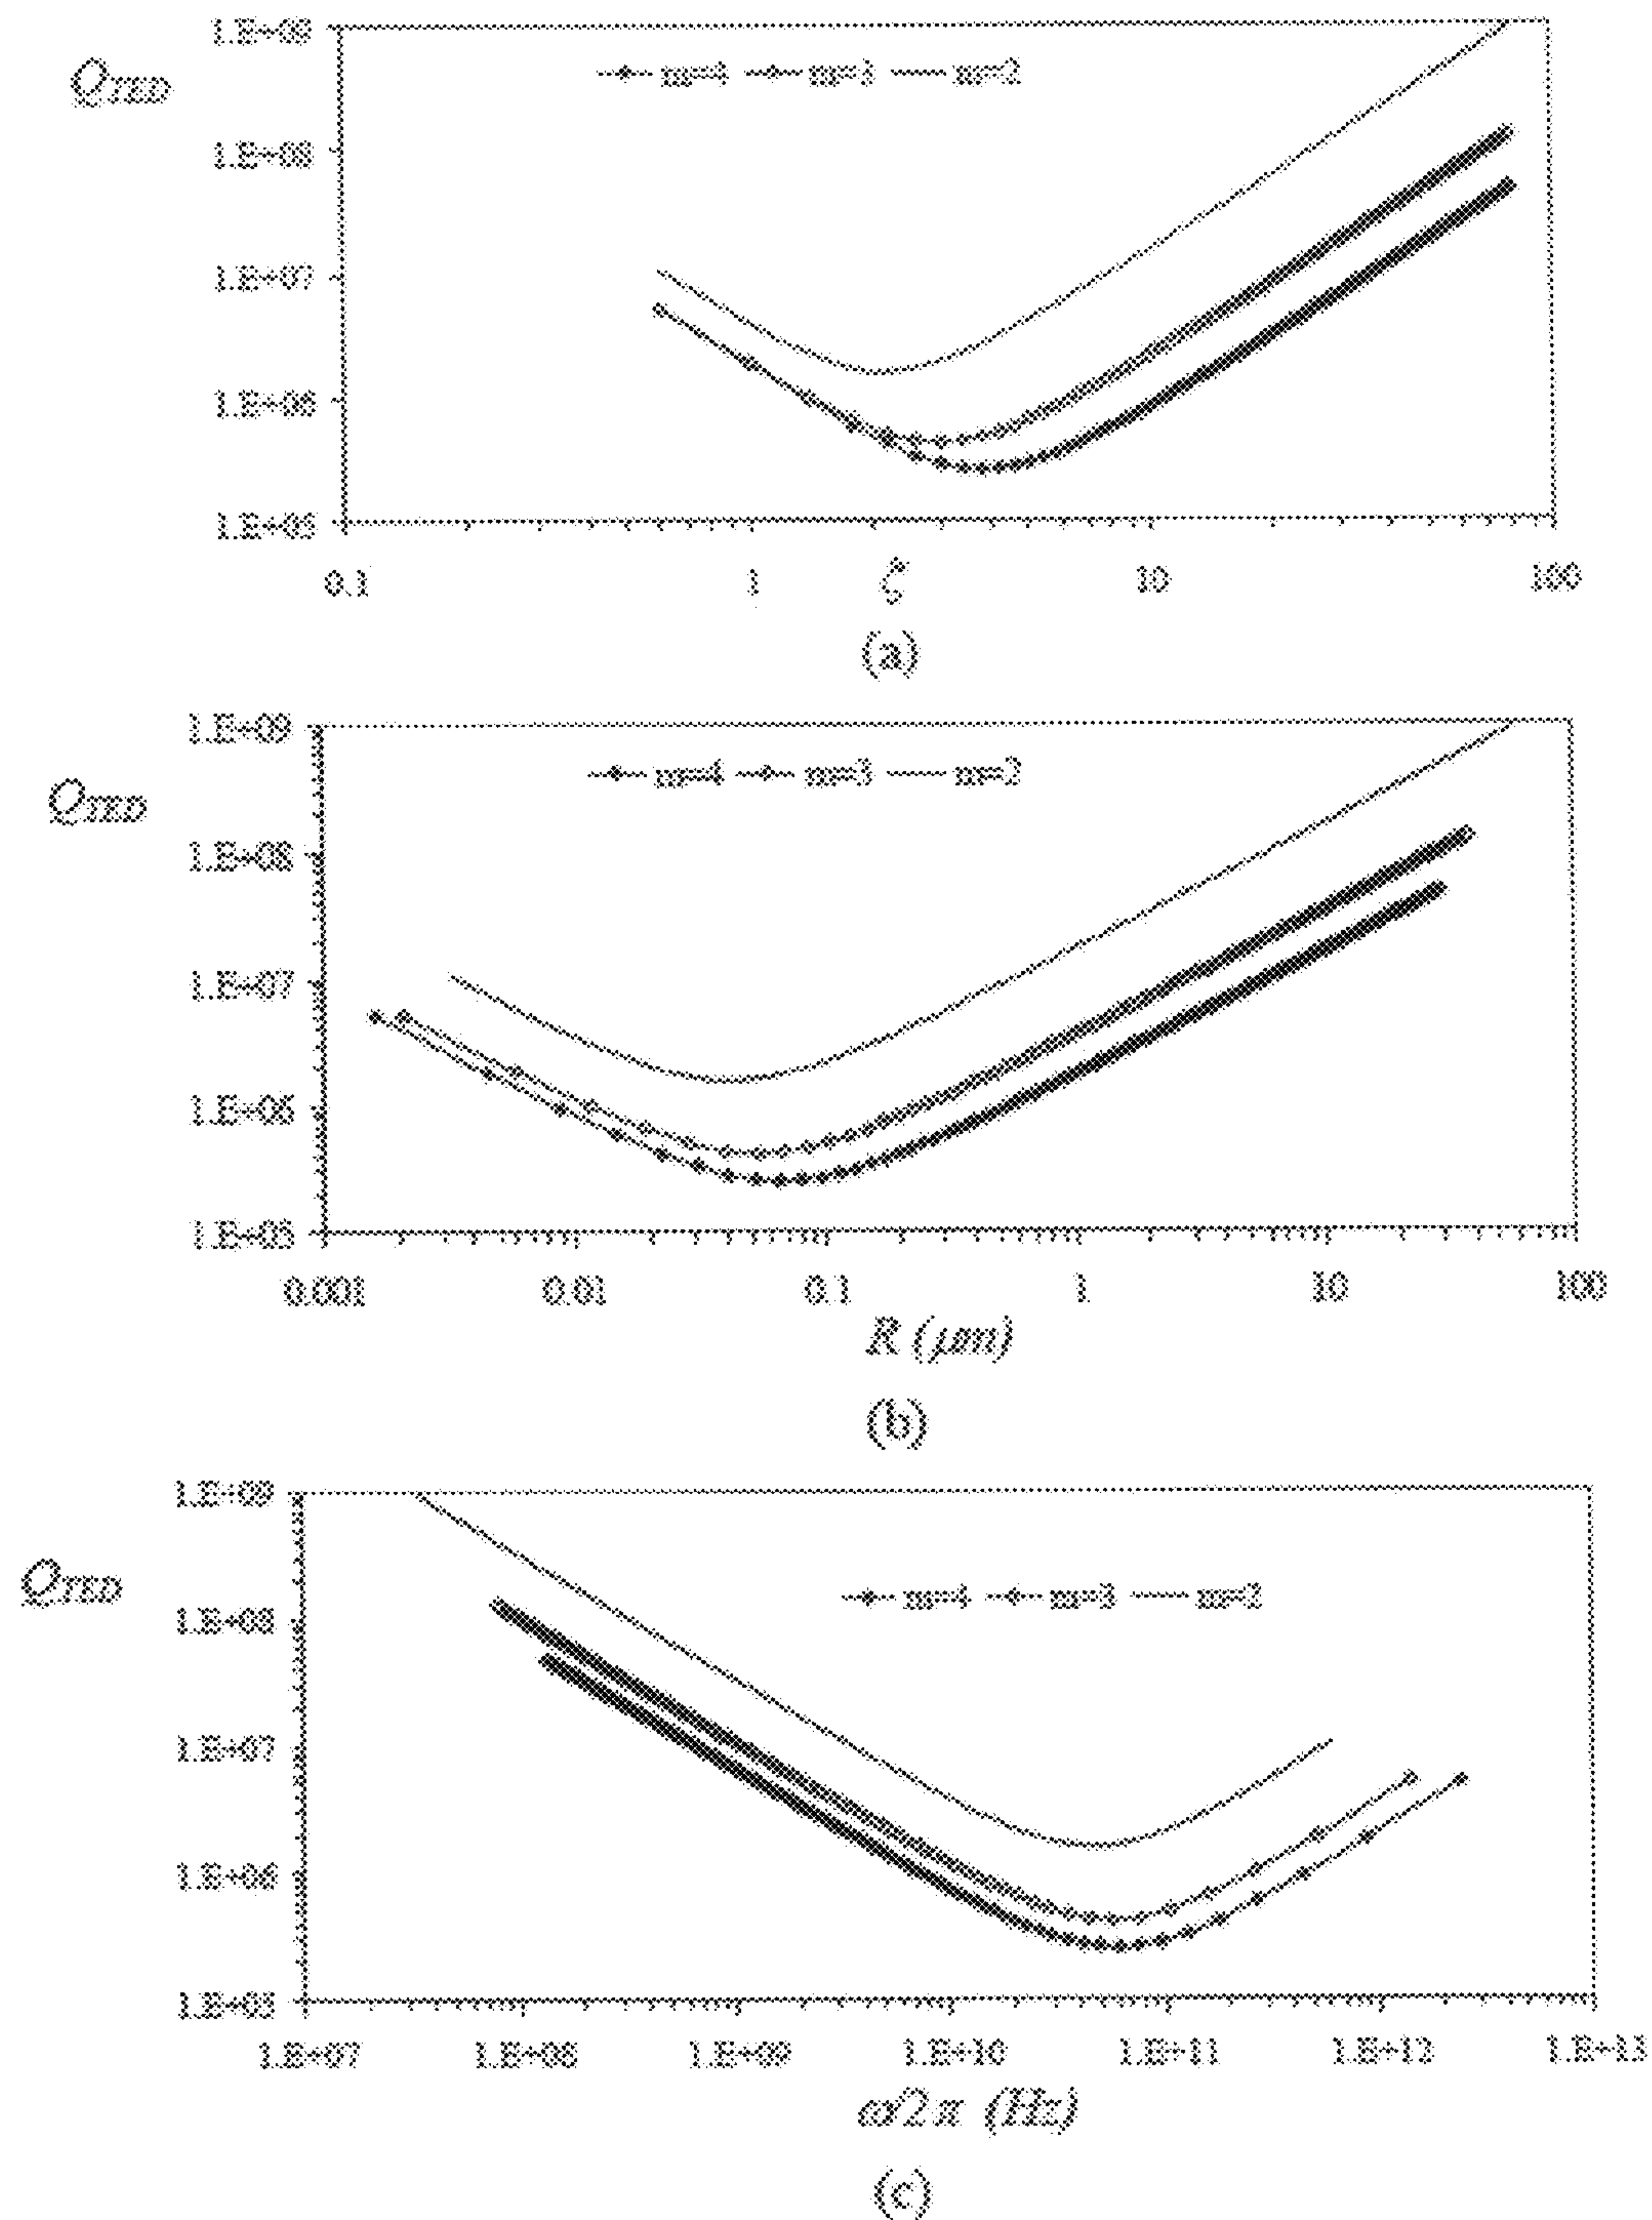 1.E+09
Q_TED
m=4 m=3 m=2
1.E+08
1.E+07
1.E+06
1.E+05
0.1 1 ζ 10 100
(a)
1.E+09
Q_TED
m=4 m=3 m=2
1.E+08
1.E+07
1.E+06
1.E+05
0.001 0.01 0.1 1 10 100
R (μm)
(b)
1.E+09
Q_TED
m=4 m=3 m=2
1.E+08
1.E+07
1.E+06
1.E+05
1.E+07 1.E+08 1.E+09 1.E+10 1.E+11 1.E+12 1.E+13
ω/2π (Hz)
(c)